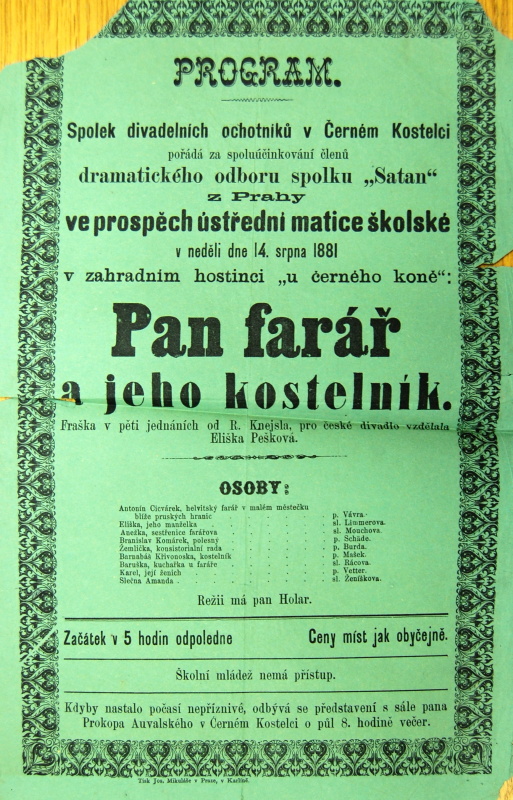 PROGRAM.
Spolek divadelních ochotníků v Černém Kostelci
pořádá za spoluúčinkování členů
dramatického odboru spolku „Satan“
z Prahy
ve prospěch ústřední matice školské
v neděli dne 14. srpna 1881
v zahradním hostinci „u černého koně“:
Pan farář
a jeho kostelník.
Fraška v pěti jednáních od R. Knejsla, pro české divadlo vzdělala
Eliška Pešková.
OSOBY:
Antonín Cicvárek, helvitský farář v malém městečku
blíže pruských hranic . . . . . . . p. Vávra.
Eliška, jeho manželka . . . . . . . sl. Limmerova.
Anežka, sestřenice farářova . . . . . . . sl. Mouchova.
Branislav Komárek, polesný . . . . . . . p. Schäde.
Žemlička, konsistorialní rada . . . . . . . p. Burda.
Barnabáš Křivonoska, kostelník . . . . . . . p. Mašek.
Baruška, kuchařka u faráře . . . . . . . sl. Rácova.
Karel, její ženich . . . . . . . p. Vetter.
Slečna Amanda . . . . . . . sl. Ženíškova.
Režii má pan Holar.
Začátek v 5 hodin odpoledne Ceny míst jak obyčejně.
Školní mládež nemá přístup.
Kdyby nastalo počasí nepříznivé, odbývá se představení s sále pana
Prokopa Auvalského v Černém Kostelci o půl 8. hodině večer.
Tisk Jos. Mikuláše v Praze, v Karlíně.